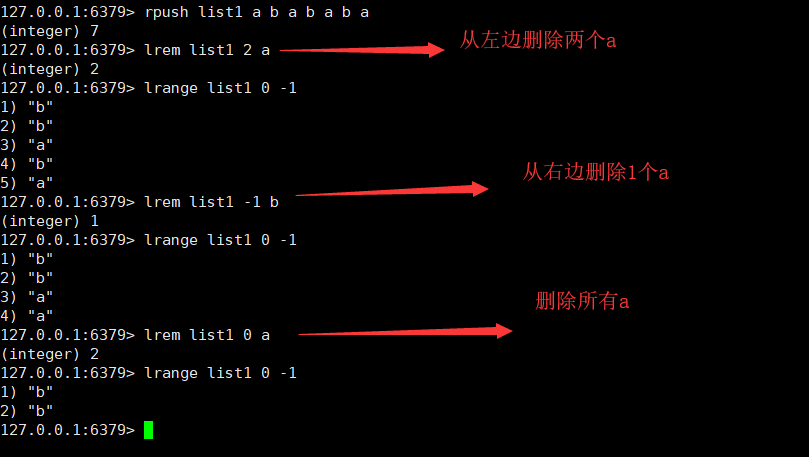 127.0.0.1:6379> rpush list1 a b a b a b a
(integer) 7
127.0.0.1:6379> lrem list1 2 a
从左边删除两个a
(integer) 2
127.0.0.1:6379> lrange list1 0 -1
1) "b"
2) "b"
3) "a"
4) "b"
5) "a"
从右边删除1个a
127.0.0.1:6379> lrem list1 -1 b
(integer) 1
127.0.0.1:6379> lrange list1 0 -1
1) "b"
2) "b"
3) "a"
4) "a"
删除所有a
127.0.0.1:6379> lrem list1 0 a
(integer) 2
127.0.0.1:6379> lrange list1 0 -1
1) "b"
2) "b"
127.0.0.1:6379>